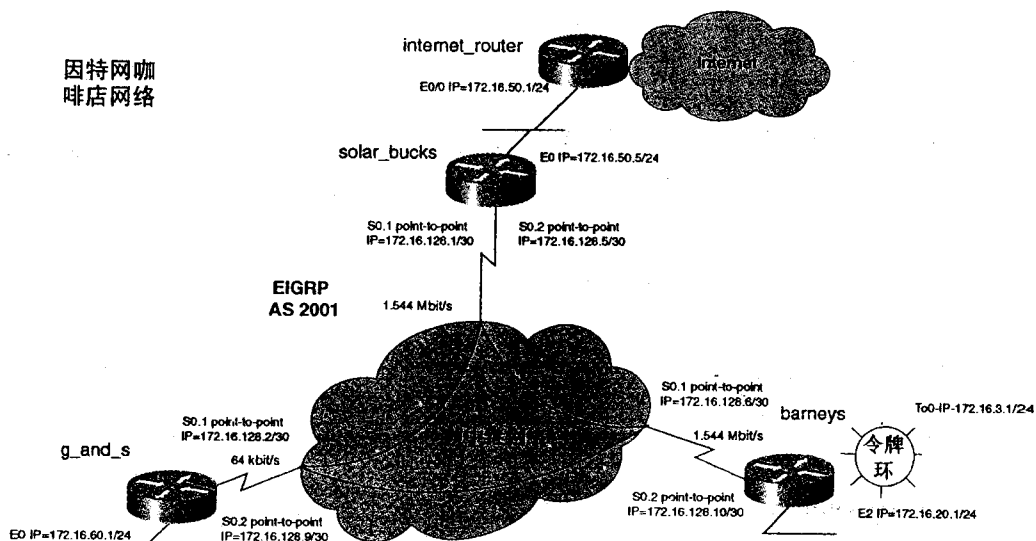 因特网咖
啡店网络
internet_router
Internet
E0/0 IP=172.16.50.1/24
solar_bucks
E0 IP=172.16.50.5/24
S0.1 point-to-point
IP=172.16.128.1/30
S0.2 point-to-point
IP=172.16.128.5/30
EIGRP
AS 2001
1.544 Mbit/s
S0.1 point-to-point
IP=172.16.128.6/30
barneys
To0-IP-172.16.3.1/24
令牌
环
1.544 Mbit/s
S0.1 point-to-point
IP=172.16.128.2/30
g_and_s
64 kbit/s
S0.2 point-to-point
IP=172.16.128.10/30
E2 IP=172.16.20.1/24
S0.2 point-to-point
IP=172.16.128.9/30
E0 IP=172.16.60.1/24